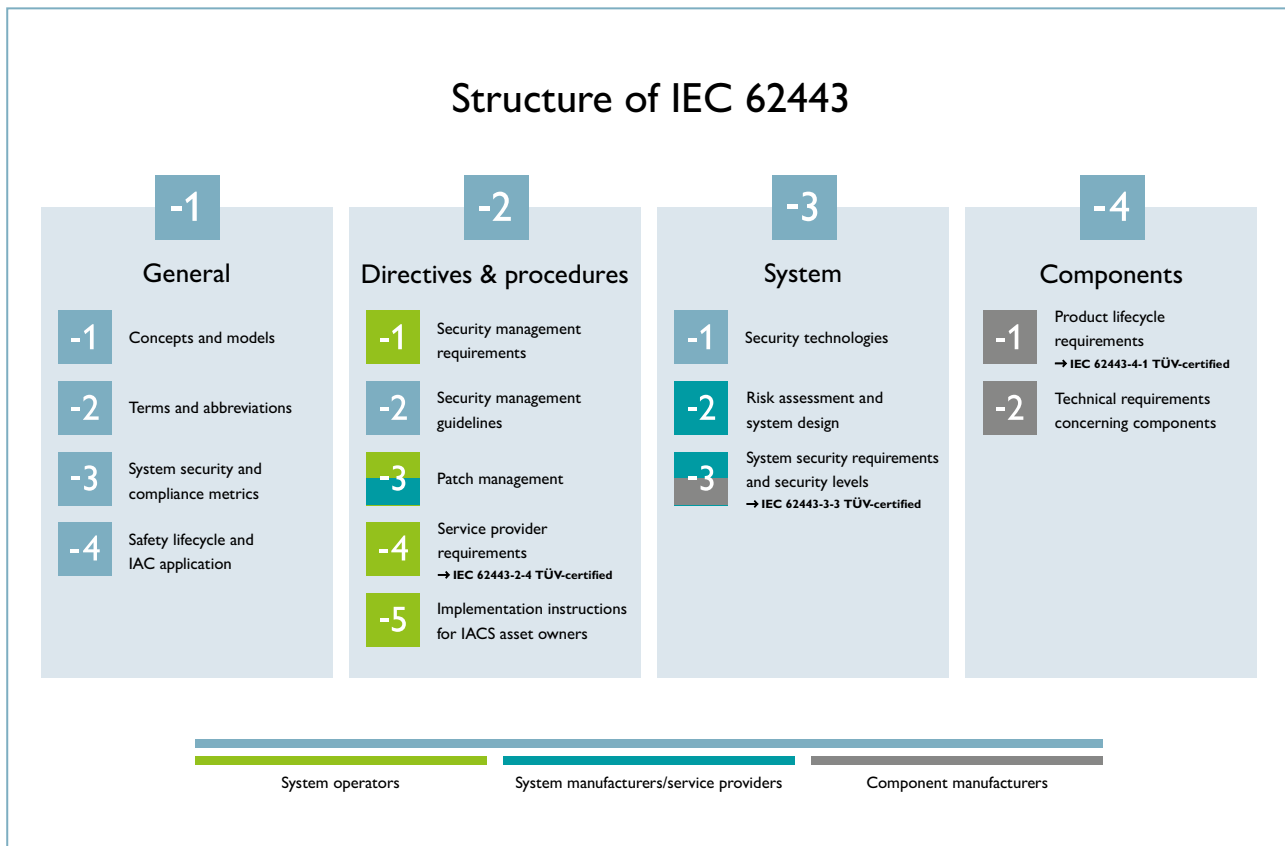 Structure of IEC 62443
-1
General
-1
Concepts and models
-2
Terms and abbreviations
-3
System security and
compliance metrics
-4
Safety lifecycle and
IAC application
-2
Directives & procedures
-1
Security management
requirements
-2
Security management
guidelines
-3
Patch management
-4
Service provider
requirements
→ IEC 62443-2-4 TÜV-certified
-5
Implementation instructions
for IACS asset owners
-3
System
-1
Security technologies
-2
Risk assessment and
system design
-3
System security requirements
and security levels
→ IEC 62443-3-3 TÜV-certified
-4
Components
-1
Product lifecycle
requirements
→ IEC 62443-4-1 TÜV-certified
-2
Technical requirements
concerning components
System operators
System manufacturers/service providers
Component manufacturers